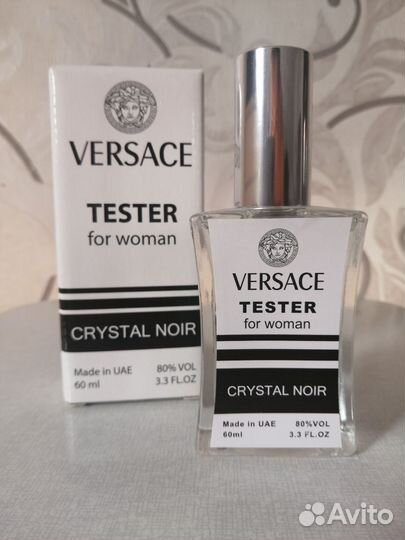 VERSACE
TESTER
for woman
CRYSTAL NOIR
Made in UAE 80% VOL
60 ml 3.3 FL.OZ
VERSACE
TESTER
for woman
CRYSTAL NOIR
Made in UAE 80%VOL
60ml 3.3 FL.OZ
Avito